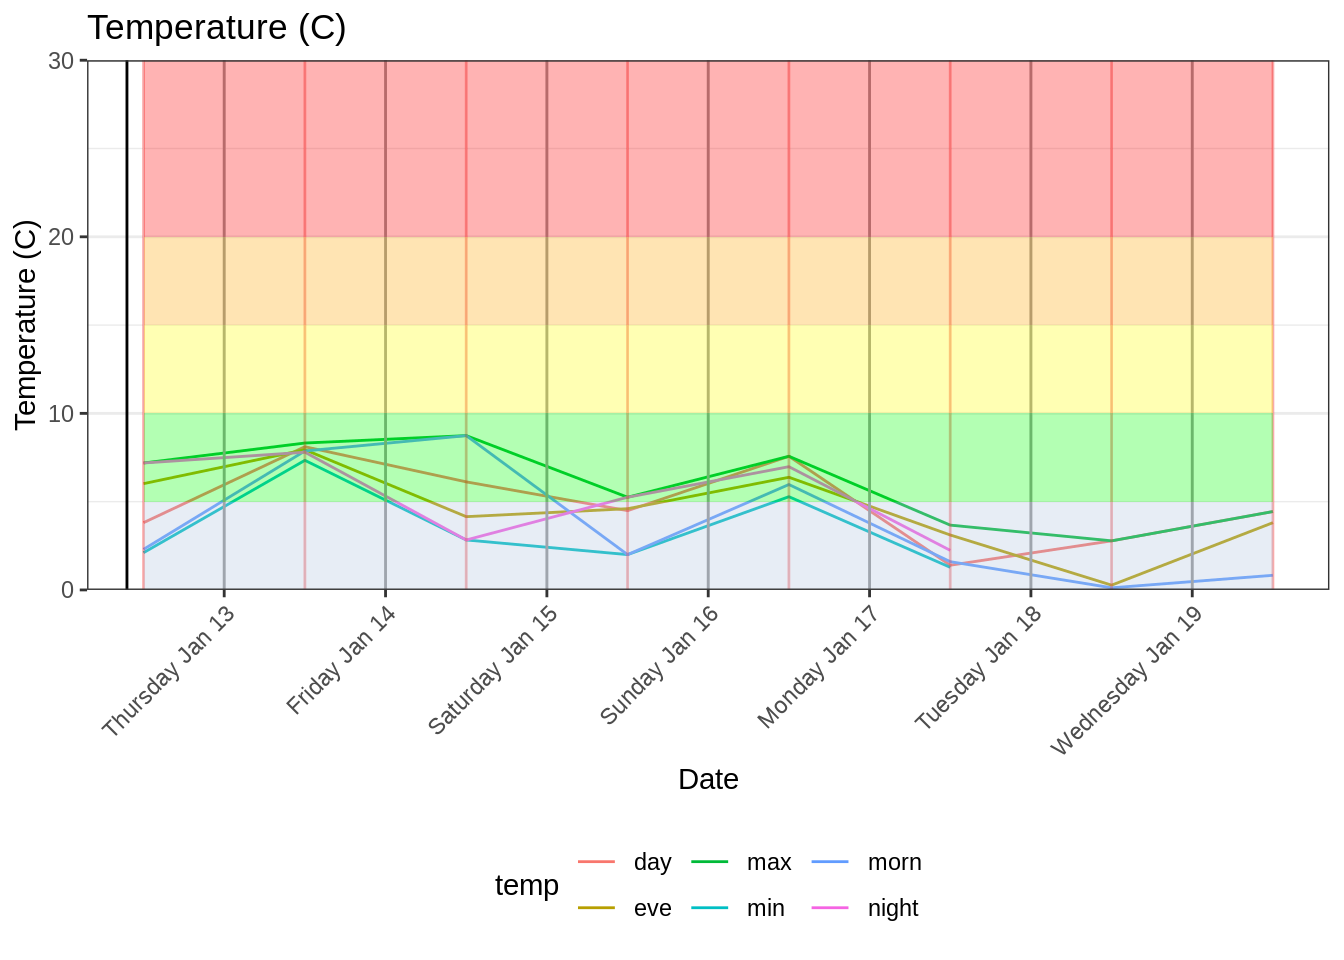 Temperature (C)
Temperature (C)
30
20
10
0
Thursday Jan 13
Friday Jan 14
Saturday Jan 15
Sunday Jan 16
Monday Jan 17
Tuesday Jan 18
Wednesday Jan 19
Date
temp
day max morn
eve min night